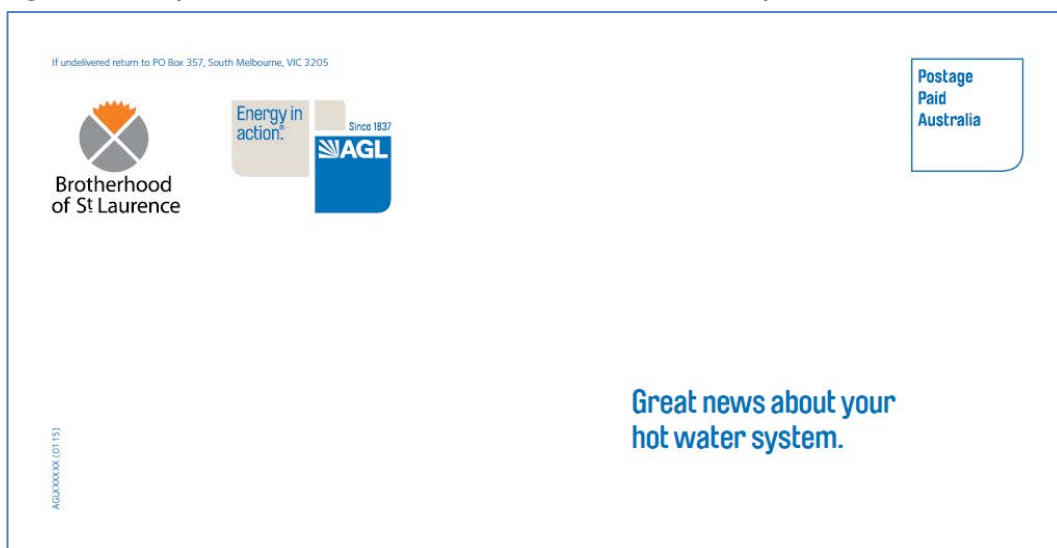 If undelivered return to PO Box 357, South Melbourne, VIC 3205
Postage
Paid
Australia
Energy in
action.®
Since 1837
AGL
Brotherhood
of St Laurence
Great news about your
hot water system.
AGLXXXXXX (0115)